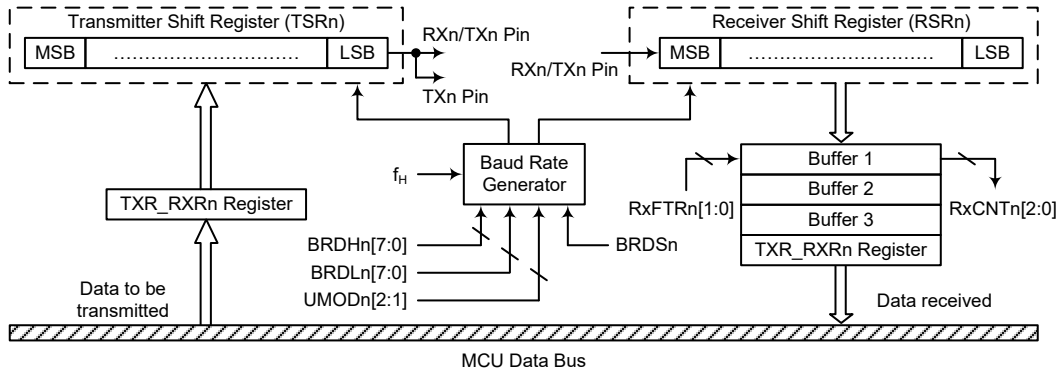 Transmitter Shift Register (TSRn)
MSB ………………………… LSB
RXn/TXn Pin
TXn Pin
Receiver Shift Register (RSRn)
RXn/TXn Pin
MSB ………………………… LSB
fH
Baud Rate
Generator
TXR_RXRn Register
BRDHn[7:0]
BRDLn[7:0]
UMODn[2:1]
BRDSn
Buffer 1
Buffer 2
Buffer 3
TXR_RXRn Register
RxFTRn[1:0]
RxCNTn[2:0]
Data to be
transmitted
Data received
MCU Data Bus